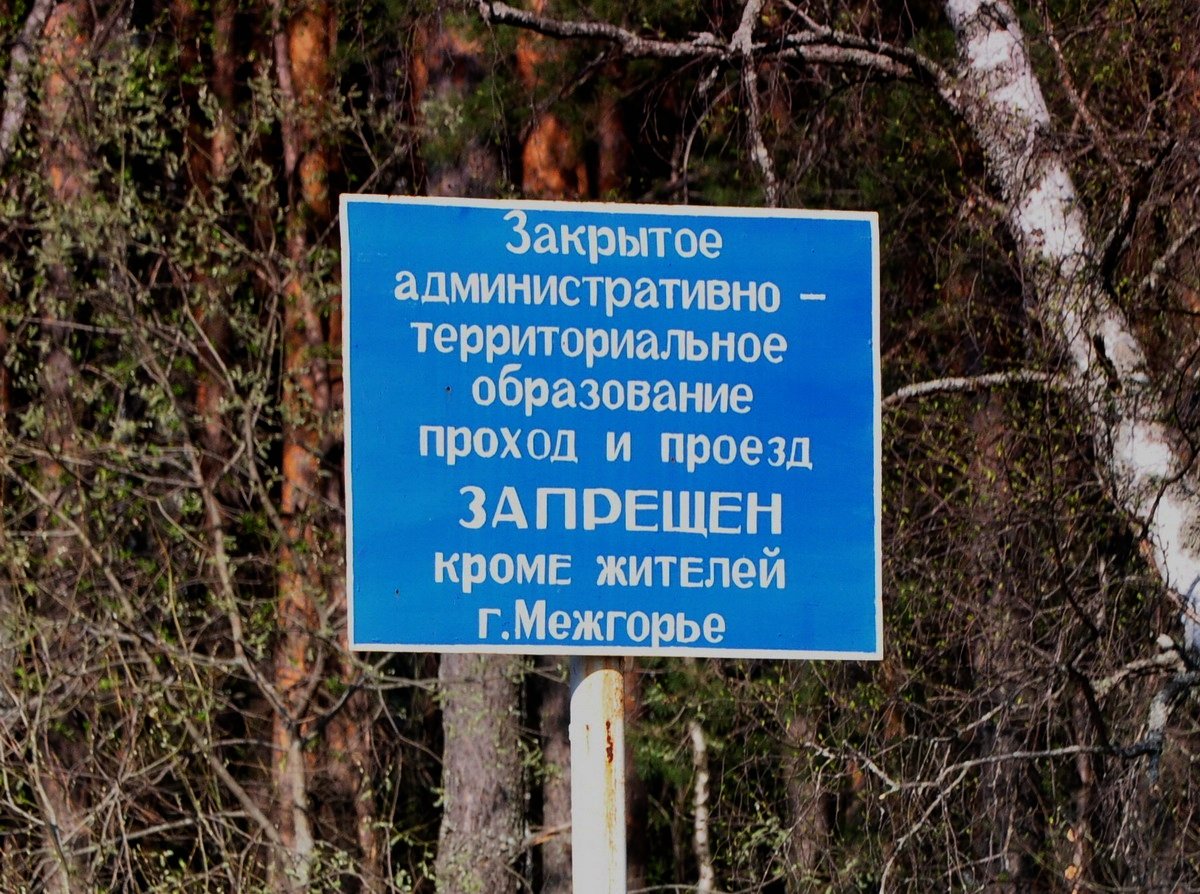 Закрытое
административно –
территориальное
образование
проход и проезд
ЗАПРЕЩЕН
кроме жителей
г.Межгорье